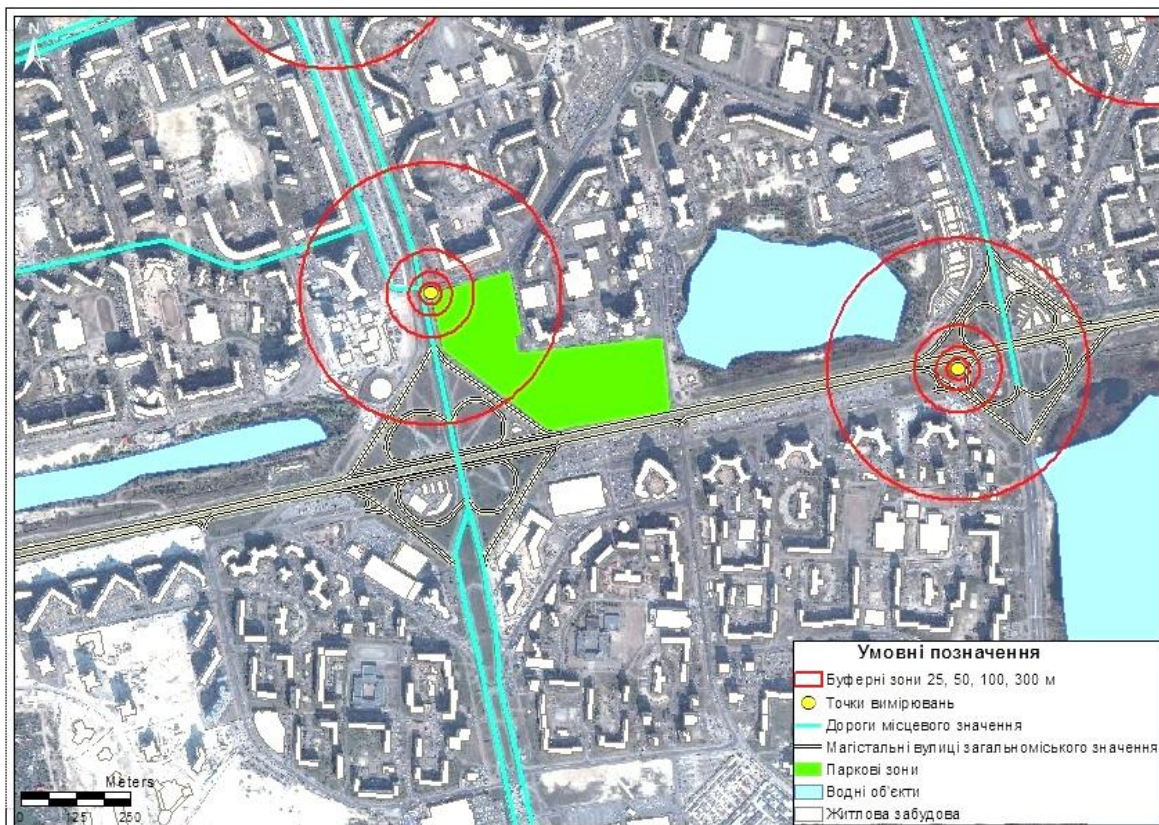 N
Умовні позначення
Буферні зони 25, 50, 100, 300 м
Точки вимірювань
Дороги місцевого значення
Магістальні вулиці загальноміського значення
Паркові зони
Водні об'єкти
Житлова забудова
Meters
0 125 250